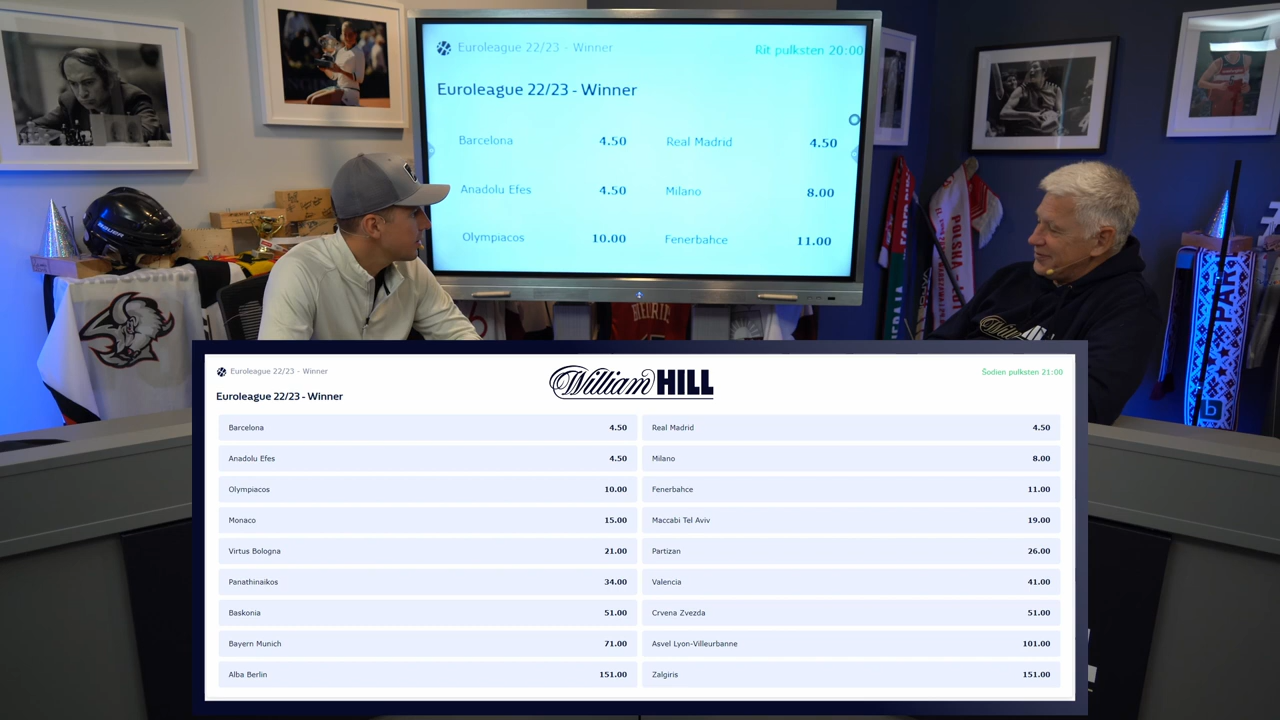 Euroleague 22/23 - Winner
Rit pulksten 20:00
Euroleague 22/23 - Winner
Barcelona 4.50 Real Madrid 4.50
Anadolu Efes 4.50 Milano 8.00
Olympiacos 10.00 Fenerbahce 11.00
BAUER
POLSKA
William
Euroleague 22/23 - Winner
William HILL
Šodien pulksten 21:00
Euroleague 22/23 - Winner
Barcelona 4.50 Real Madrid 4.50
Anadolu Efes 4.50 Milano 8.00
Olympiacos 10.00 Fenerbahce 11.00
Monaco 15.00 Maccabi Tel Aviv 19.00
Virtus Bologna 21.00 Partizan 26.00
Panathinaikos 34.00 Valencia 41.00
Baskonia 51.00 Crvena Zvezda 51.00
Bayern Munich 71.00 Asvel Lyon-Villeurbanne 101.00
Alba Berlin 151.00 Zalgiris 151.00